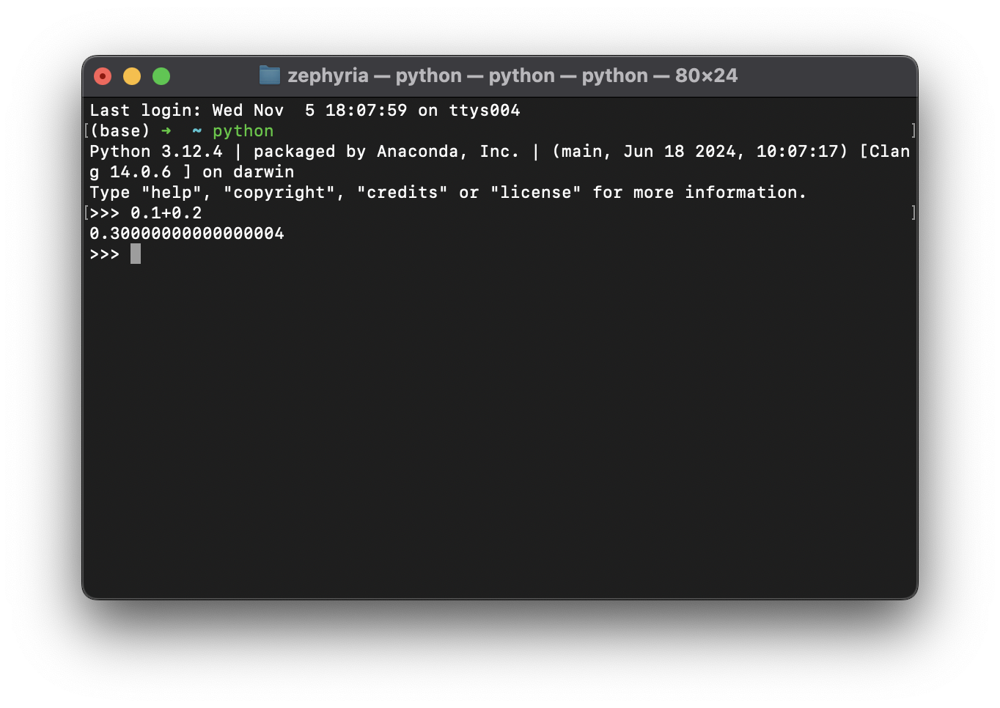 zephyria — python — python — python — 80×24
Last login: Wed Nov  5 18:07:59 on ttys004
[(base) ➜  ~ python ]
Python 3.12.4 | packaged by Anaconda, Inc. | (main, Jun 18 2024, 10:07:17) [Clan
g 14.0.6 ] on darwin
Type "help", "copyright", "credits" or "license" for more information.
[>>> 0.1+0.2 ]
0.30000000000000004
>>>